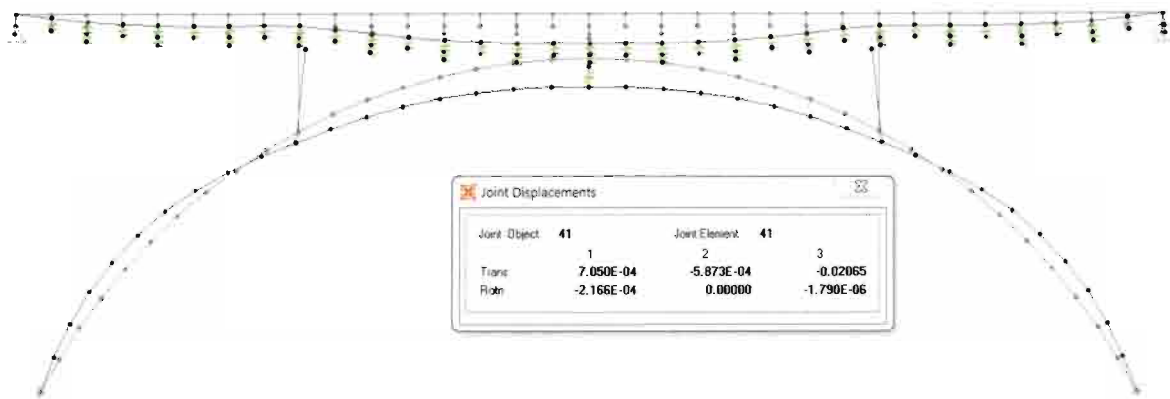 Joint Displacements
Joint Object 41 Joint Element 41
1 2 3
Trans 7.050E-04 -5.873E-04 -0.02065
Rotn -2.166E-04 0.00000 -1.790E-06